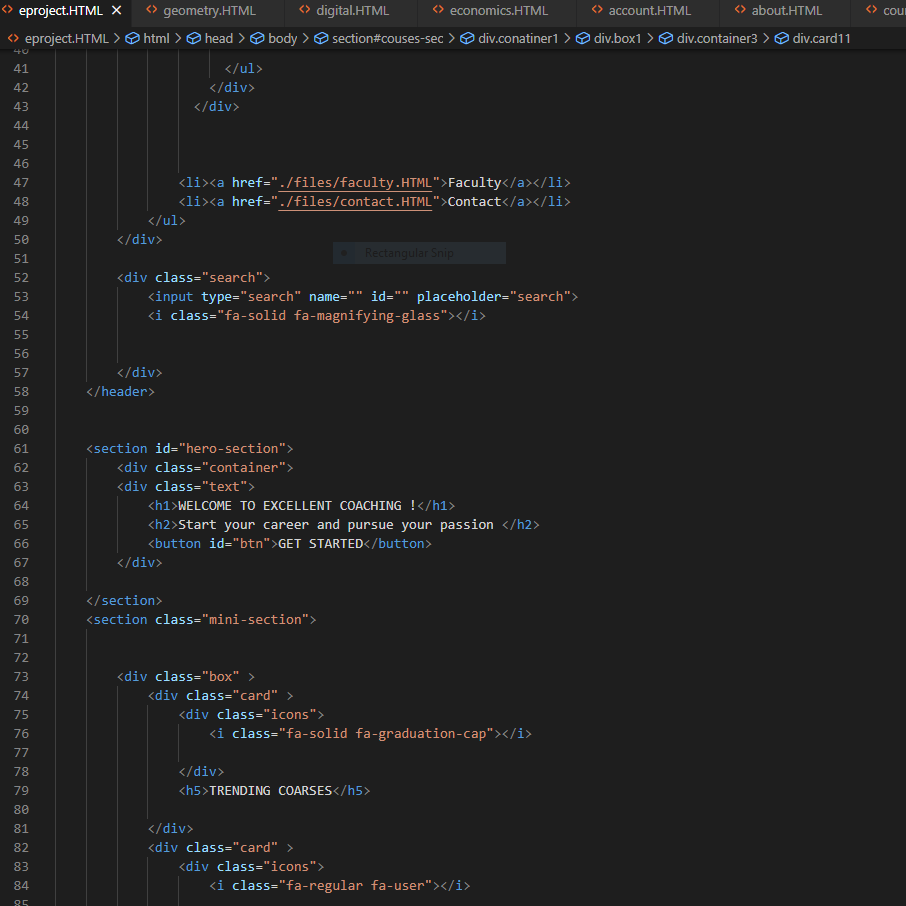 eproject.HTML geometry.HTML digital.HTML economics.HTML account.HTML about.HTML cour
eproject.HTML > html > head > body > section#couses-sec > div.conatiner1 > div.box1 > div.container3 > div.card11
40
41 </ul>
42 </div>
43 </div>
44
45
46
47 <li><a href="./files/faculty.HTML">Faculty</a></li>
48 <li><a href="./files/contact.HTML">Contact</a></li>
49 </ul>
50 </div>
Rectangular Snip
51
52 <div class="search">
53 <input type="search" name="" id="" placeholder="search">
54 <i class="fa-solid fa-magnifying-glass"></i>
55
56
57 </div>
58 </header>
59
60
61 <section id="hero-section">
62 <div class="container">
63 <div class="text">
64 <h1>WELCOME TO EXCELLENT COACHING !</h1>
65 <h2>Start your career and pursue your passion </h2>
66 <button id="btn">GET STARTED</button>
67 </div>
68
69 </section>
70 <section class="mini-section">
71
72
73 <div class="box" >
74 <div class="card" >
75 <div class="icons">
76 <i class="fa-solid fa-graduation-cap"></i>
77
78 </div>
79 <h5>TRENDING COARSES</h5>
80
81 </div>
82 <div class="card" >
83 <div class="icons">
84 <i class="fa-regular fa-user"></i>
85